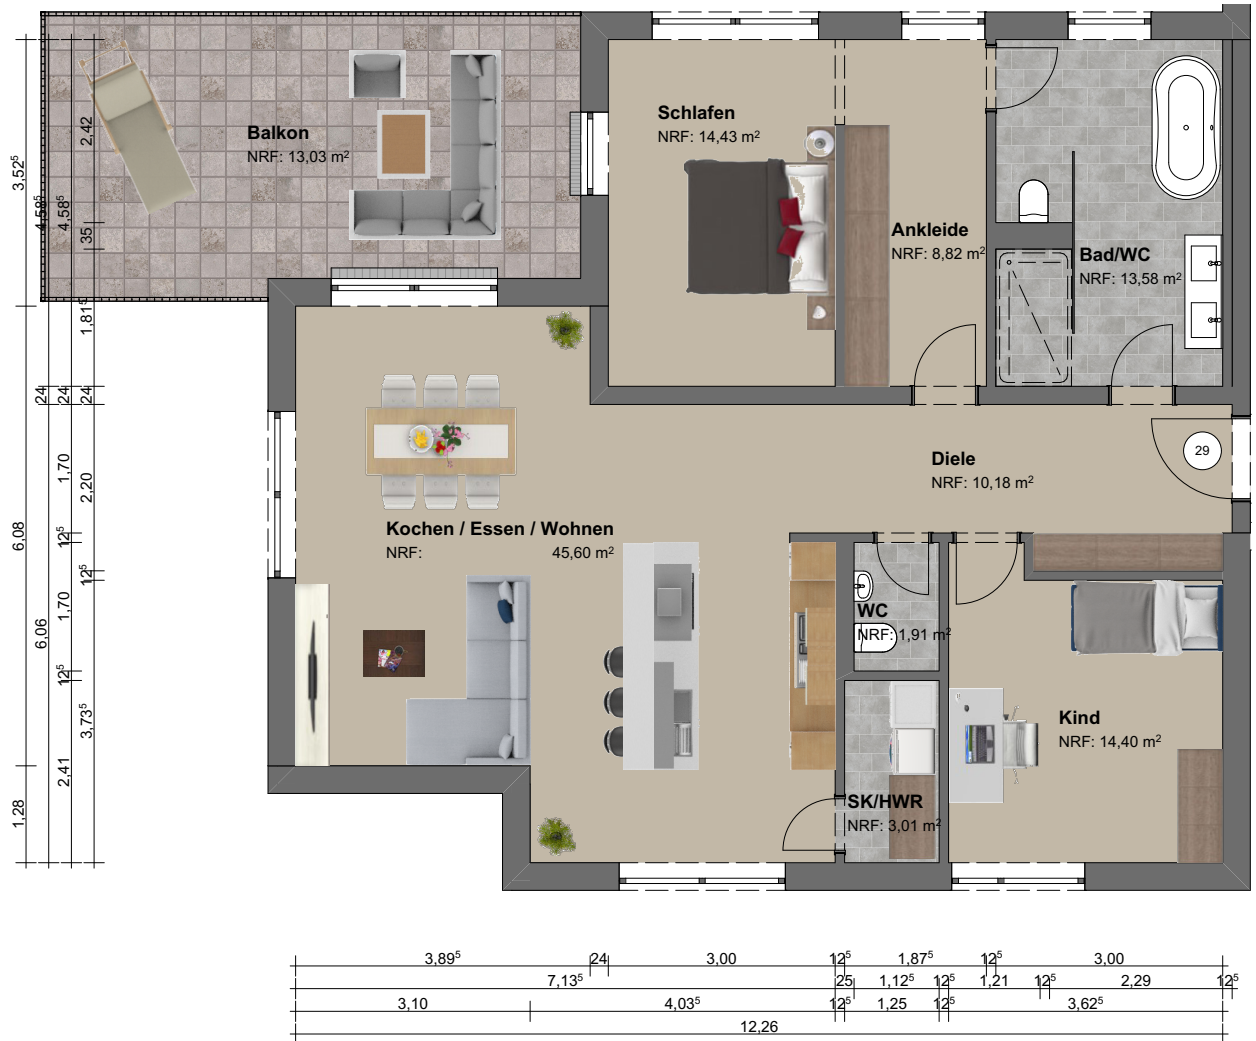 Balkon
NRF: 13,03 m²
Schlafen
NRF: 14,43 m²
Ankleide
NRF: 8,82 m²
Bad/WC
NRF: 13,58 m²
Diele
NRF: 10,18 m²
29
Kochen / Essen / Wohnen
NRF: 45,60 m²
WC
NRF: 1,91 m²
Kind
NRF: 14,40 m²
SK/HWR
NRF: 3,01 m²
3,52⁵
6,08
1,28
4,58⁵
24
6,06
4,58⁵
24
1,70
12⁵
1,70
12⁵
2,41
2,42
35
1,81⁵
24
2,20
12⁵
3,73⁵
3,89⁵ 24 3,00 12⁵ 1,87⁵ 12⁵ 3,00
7,13⁵ 25 1,12⁵ 12⁵ 1,21 12⁵ 2,29 12⁵
3,10 4,03⁵ 12⁵ 1,25 12⁵ 3,62⁵
12,26